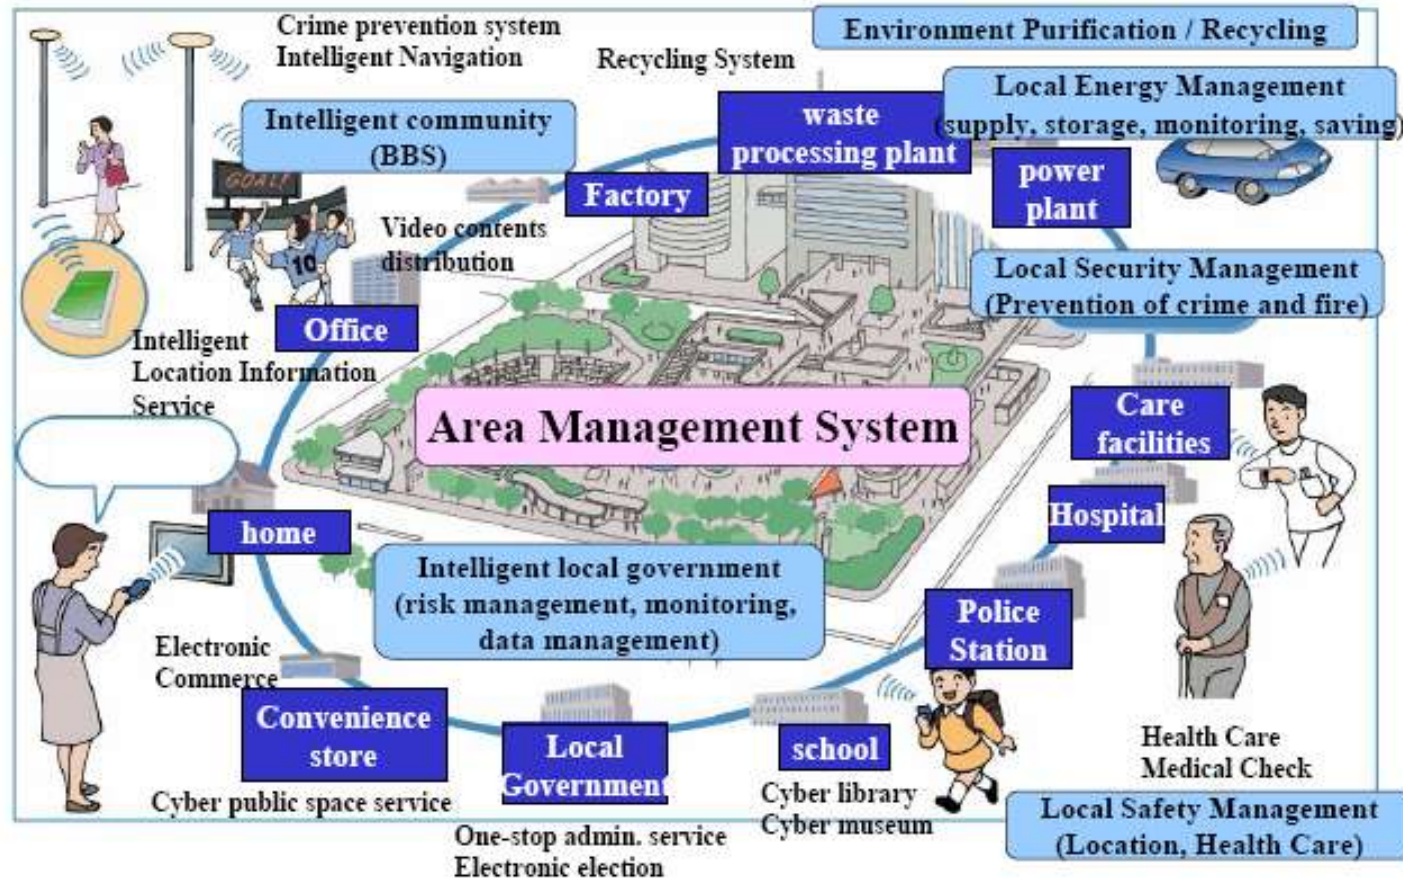 Crime prevention system
Intelligent Navigation
Environment Purification / Recycling
Recycling System
Local Energy Management
(supply, storage, monitoring, saving)
Intelligent community
(BBS)
waste
processing plant
power
plant
GOAL!
Factory
Video contents
distribution
10
Local Security Management
(Prevention of crime and fire)
Office
Intelligent
Location Information
Service
Area Management System
Care
facilities
Hospital
home
Intelligent local government
(risk management, monitoring,
data management)
Police
Station
Electronic
Commerce
Convenience
store
Local
Government
school
Health Care
Medical Check
Cyber public space service
Cyber library
Cyber museum
Local Safety Management
(Location, Health Care)
One-stop admin. service
Electronic election